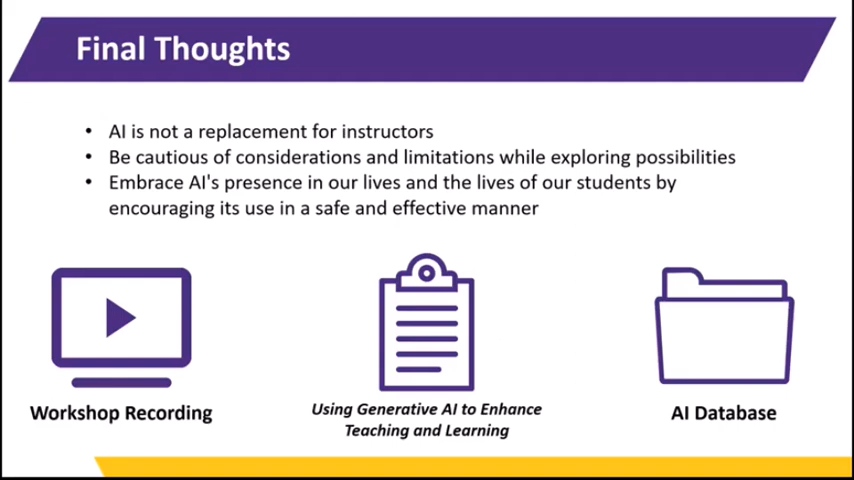 Final Thoughts
• AI is not a replacement for instructors
• Be cautious of considerations and limitations while exploring possibilities
• Embrace AI's presence in our lives and the lives of our students by
encouraging its use in a safe and effective manner
Workshop Recording
Using Generative AI to Enhance
Teaching and Learning
AI Database